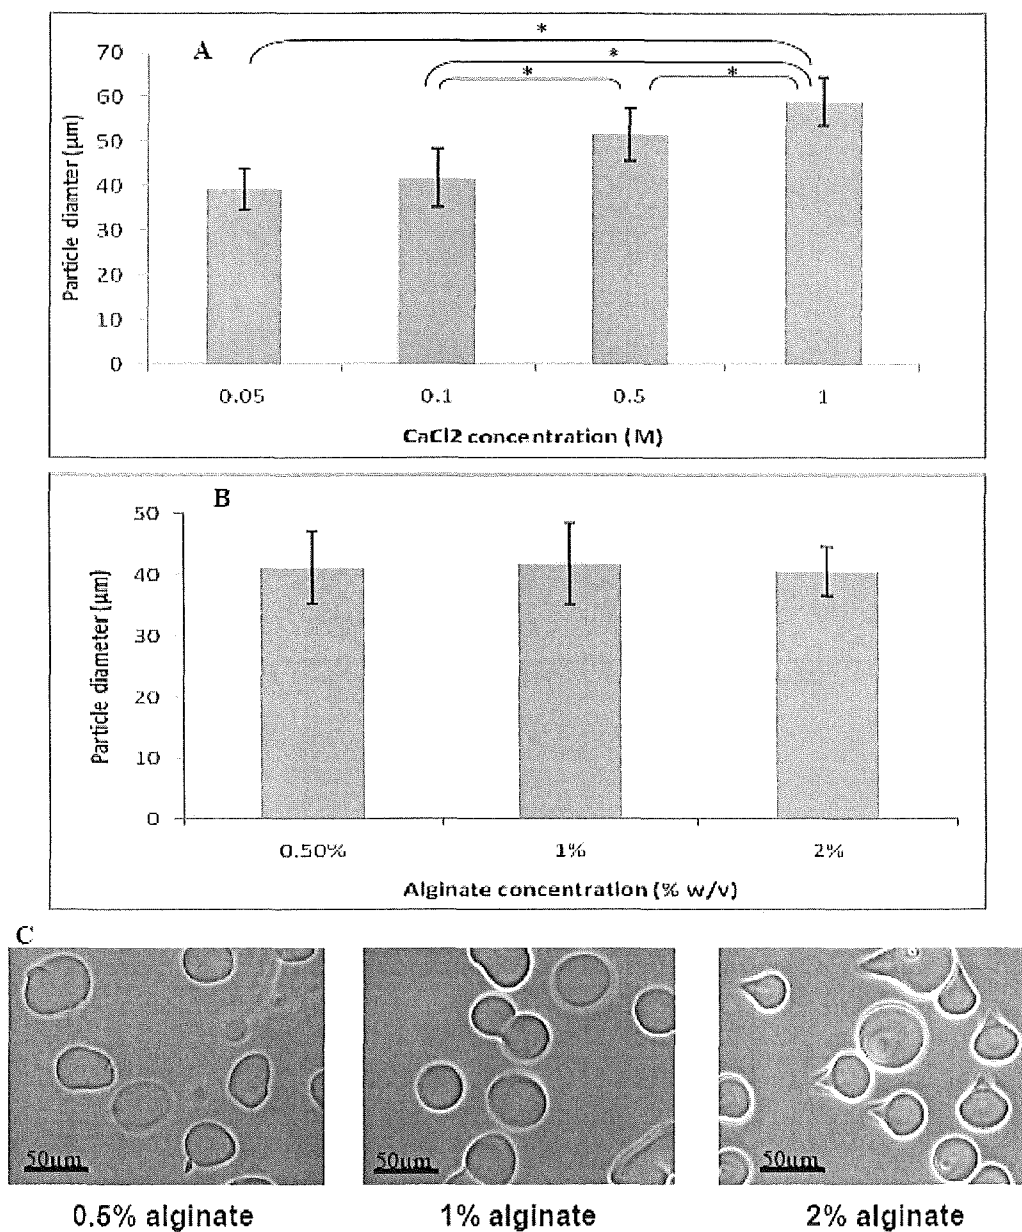 A
*
*
*
*
70
60
50
40
30
20
10
0
Particle diamter (µm)
0.05
0.1
0.5
1
CaCl2 concentration (M)
B
50
40
30
20
10
0
Particle diameter (µm)
0.50%
1%
2%
Alginate concentration (% w/v)
C
50µm
50µm
50µm
0.5% alginate
1% alginate
2% alginate